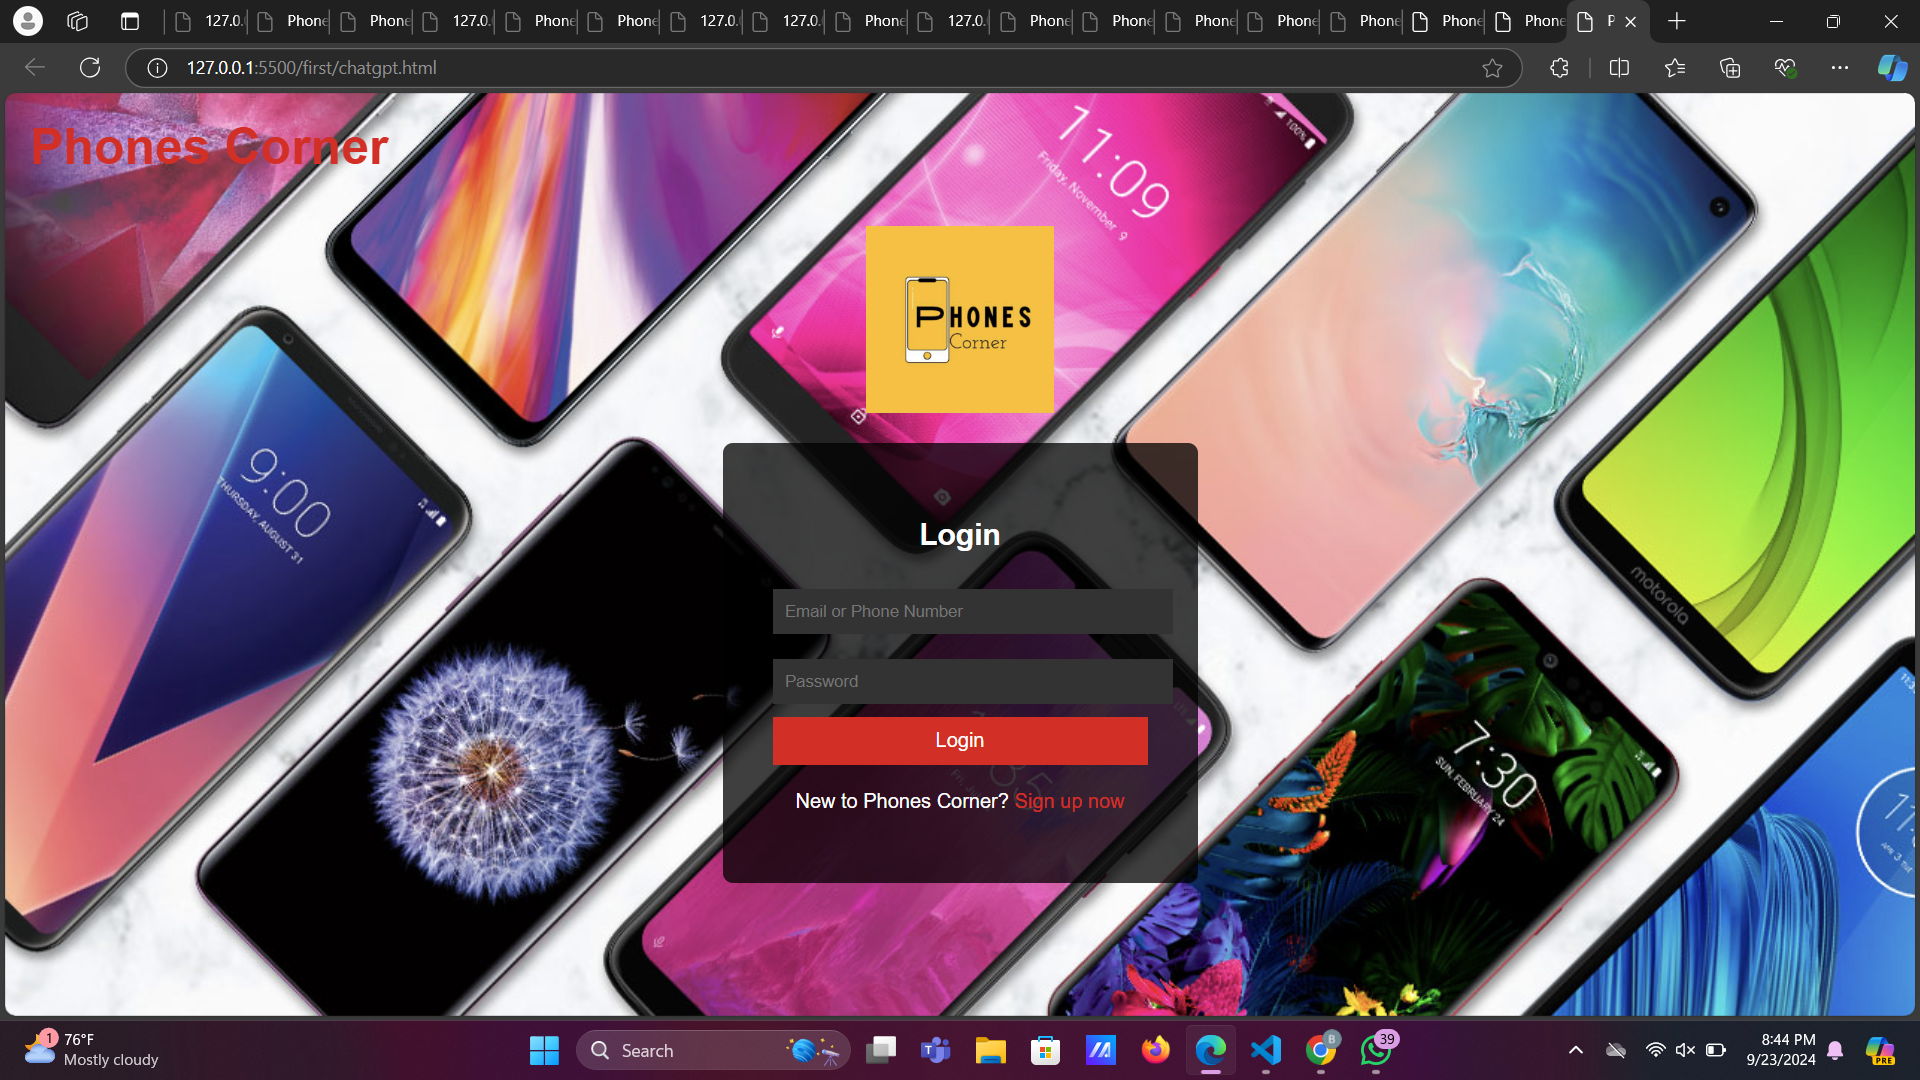 127.0. Phone Phone 127.0. Phone Phone 127.0. 127.0. Phone 127.0. Phone Phone Phone Phone Phone Phone Phone P
127.0.0.1:5500/first/chatgpt.html
Phones Corner
11:09
100%
Friday, November 9
PHONES
Corner
9:00
THURSDAY, AUGUST 31
motorola
Login
Email or Phone Number
Password
Login
New to Phones Corner? Sign up now
7:30
SUN, FEBRUARY 24
1
76°F
Mostly cloudy
Search
B
39
8:44 PM
9/23/2024
PRE